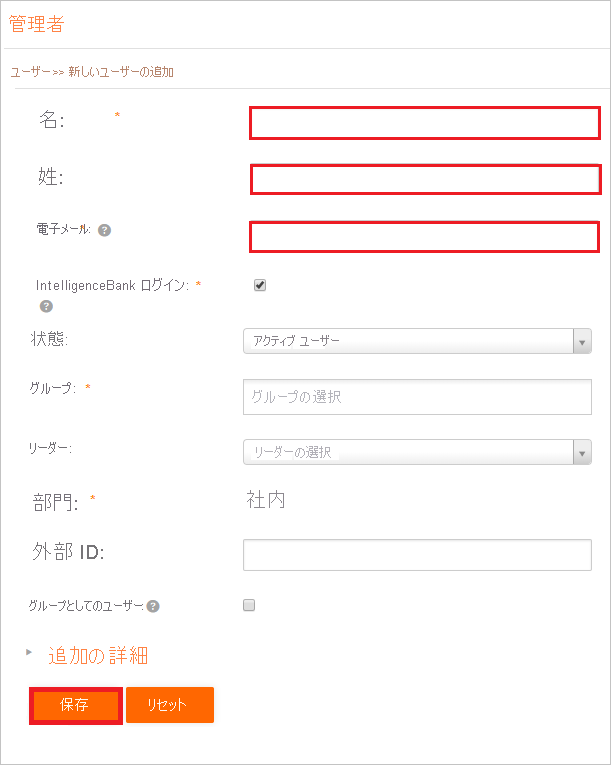 管理者
ユーザー>> 新しいユーザーの追加
名: *
姓:
電子メール: * ?
IntelligenceBank ログイン: *
?
状態: アクティブ ユーザー
グループ: * グループの選択
リーダー: リーダーの選択
部門: * 社内
外部 ID:
グループとしてのユーザー: ?
追加の詳細
保存 リセット